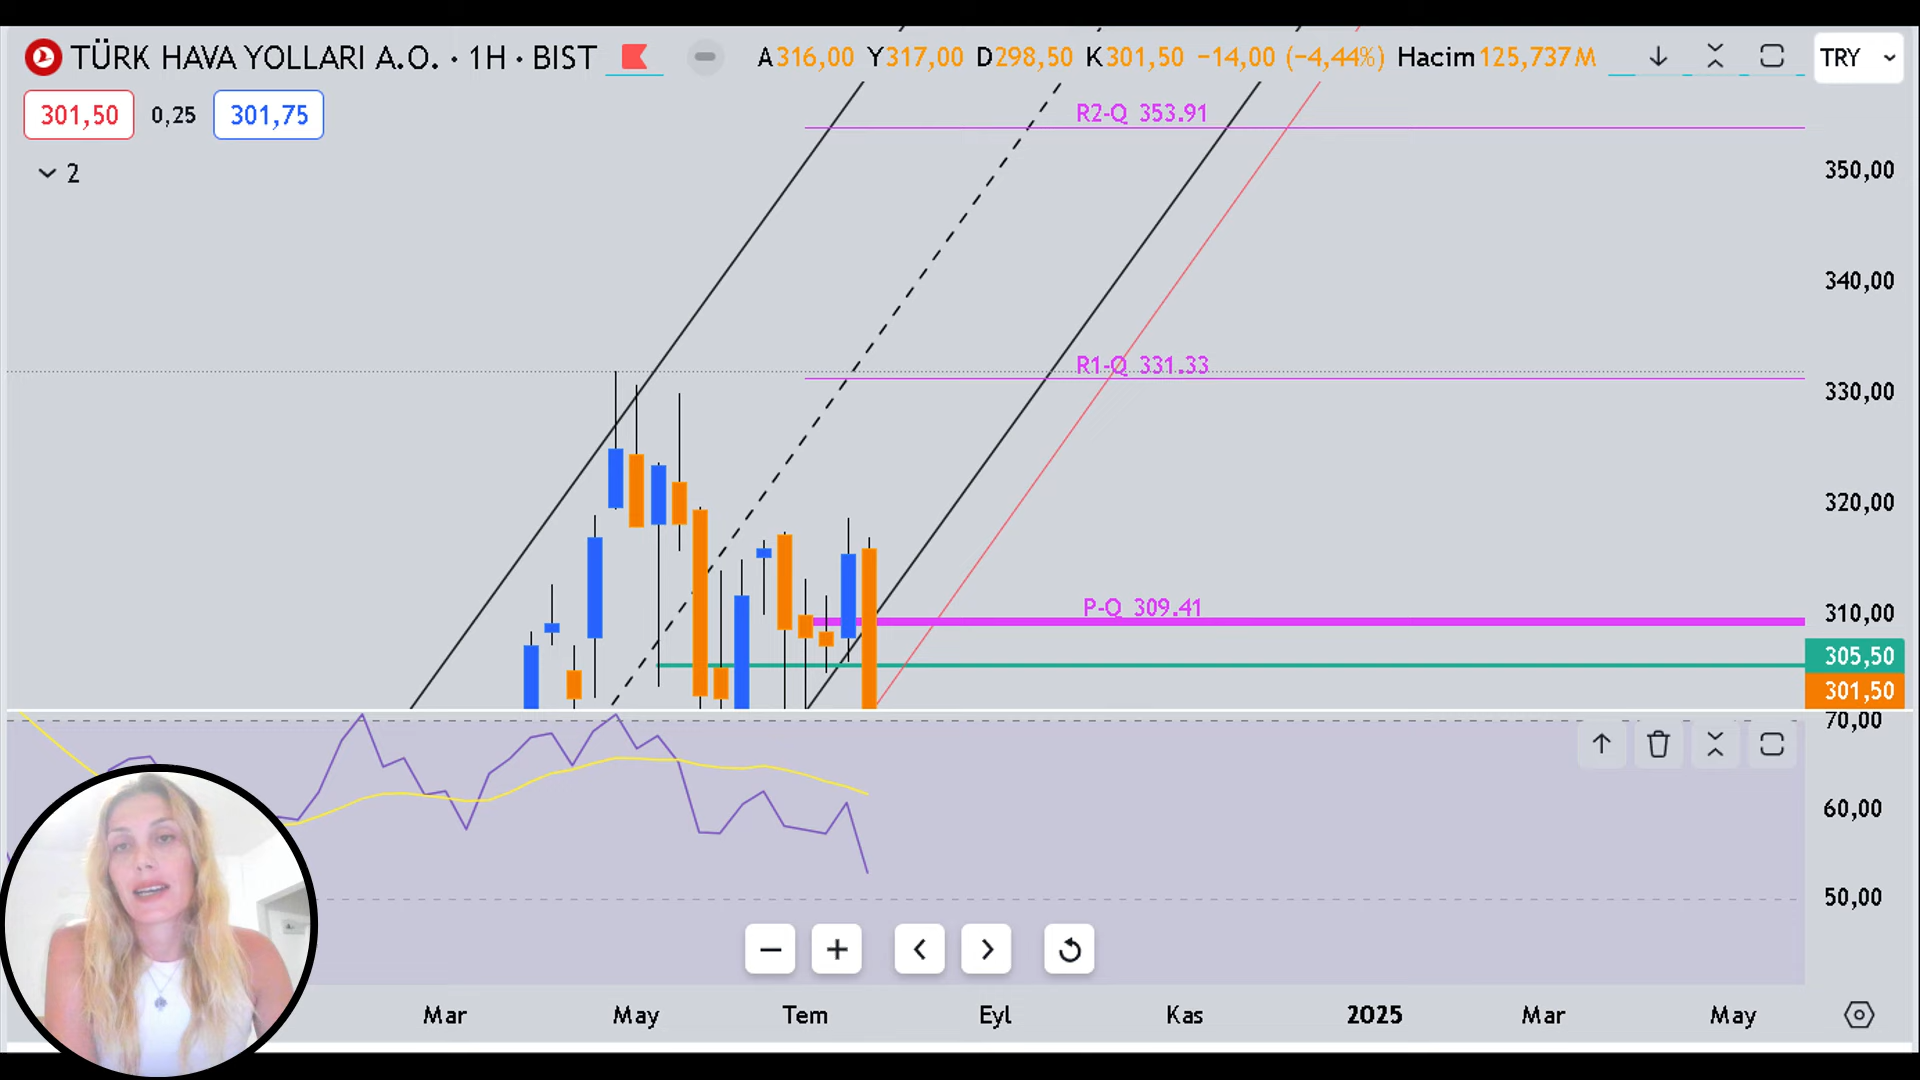 TÜRK HAVA YOLLARI A.O. · 1H · BIST A316,00 Y317,00 D298,50 K301,50 −14,00 (−4,44%) Hacim125,737M TRY
301,50 0,25 301,75
2
R2-Q 353.91
350,00
340,00
R1-Q 331.33
330,00
320,00
P-Q 309.41
310,00
305,50
301,50
70,00
60,00
50,00
Mar May Tem Eyl Kas 2025 Mar May